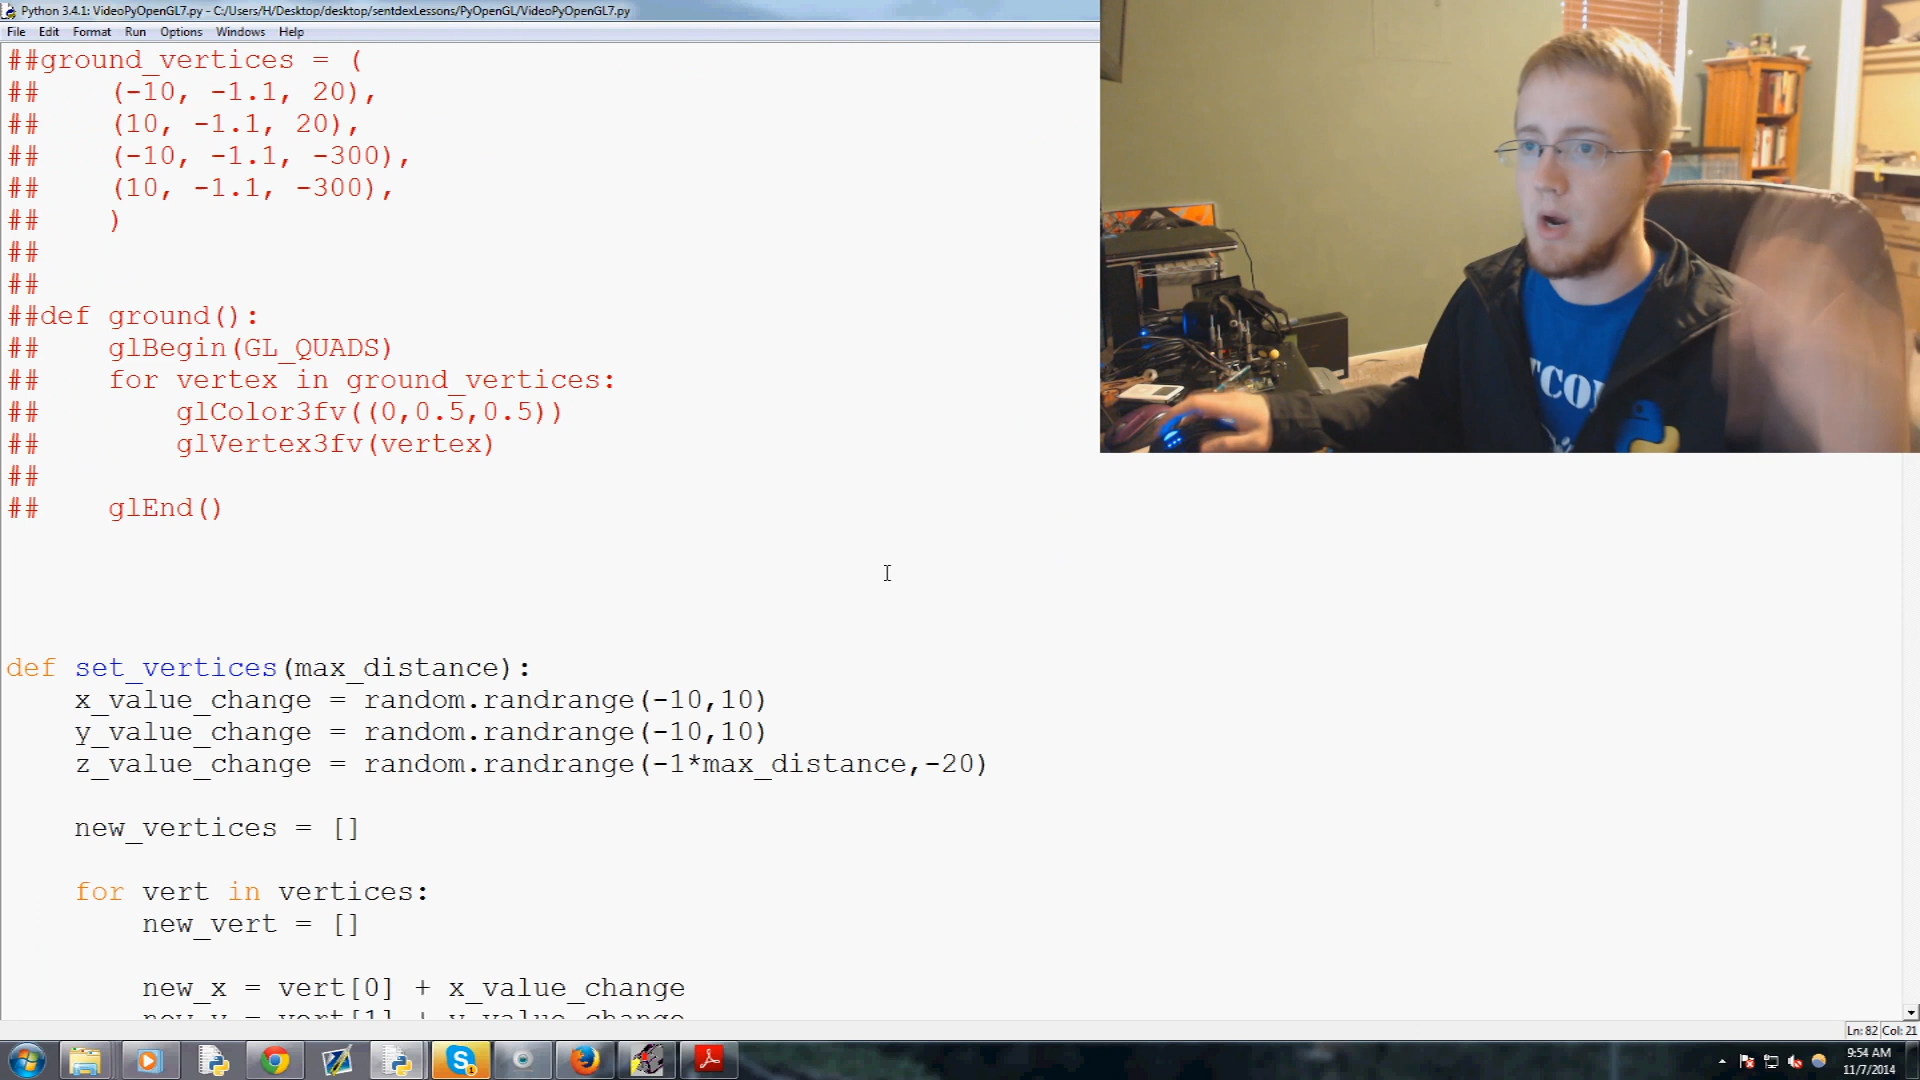 Python 3.4.1: VideoPyOpenGL7.py - C:/Users/H/Desktop/desktop/sentdexLessons/PyOpenGL/VideoPyOpenGL7.py
File Edit Format Run Options Windows Help
##ground_vertices = (
##    (-10, -1.1, 20),
##    (10, -1.1, 20),
##    (-10, -1.1, -300),
##    (10, -1.1, -300),
##    )
##
##
##def ground():
##    glBegin(GL_QUADS)
##    for vertex in ground_vertices:
##        glColor3fv((0,0.5,0.5))
##        glVertex3fv(vertex)
##
##    glEnd()
def set_vertices(max_distance):
    x_value_change = random.randrange(-10,10)
    y_value_change = random.randrange(-10,10)
    z_value_change = random.randrange(-1*max_distance,-20)
    new_vertices = []
    for vert in vertices:
        new_vert = []
        new_x = vert[0] + x_value_change
        new_y = vert[1] + y_value_change
Ln: 82 Col: 21
9:54 AM
11/7/2014